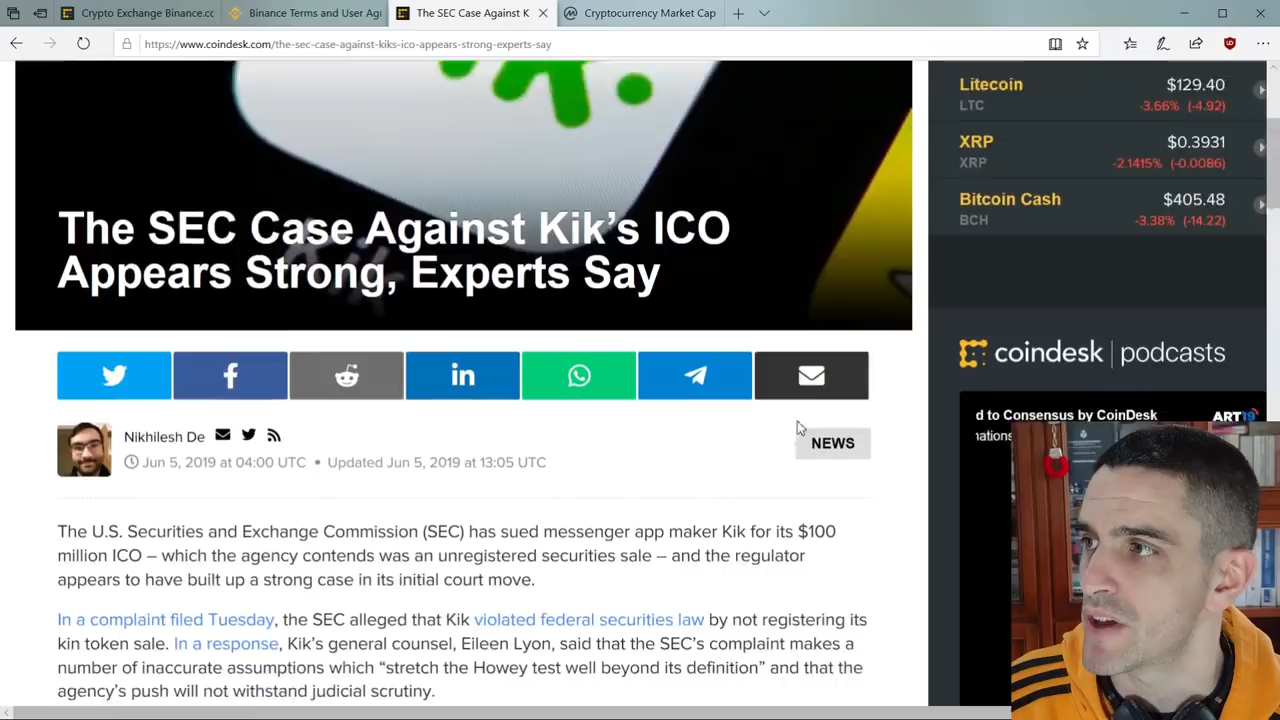 Crypto Exchange Binance.cc
Binance Terms and User Agr
The SEC Case Against K
Cryptocurrency Market Cap
https://www.coindesk.com/the-sec-case-against-kiks-ico-appears-strong-experts-say
The SEC Case Against Kik’s ICO
Appears Strong, Experts Say
Nikhilesh De
Jun 5, 2019 at 04:00 UTC • Updated Jun 5, 2019 at 13:05 UTC
NEWS
The U.S. Securities and Exchange Commission (SEC) has sued messenger app maker Kik for its $100
million ICO – which the agency contends was an unregistered securities sale – and the regulator
appears to have built up a strong case in its initial court move.
In a complaint filed Tuesday, the SEC alleged that Kik violated federal securities law by not registering its
kin token sale. In a response, Kik’s general counsel, Eileen Lyon, said that the SEC’s complaint makes a
number of inaccurate assumptions which “stretch the Howey test well beyond its definition” and that the
agency’s push will not withstand judicial scrutiny.
Litecoin $129.40
LTC -3.66% (-4.92)
XRP $0.3931
XRP -2.1415% (-0.0086)
Bitcoin Cash $405.48
BCH -3.38% (-14.22)
coindesk | podcasts
d to Consensus by CoinDesk
ART19
nations